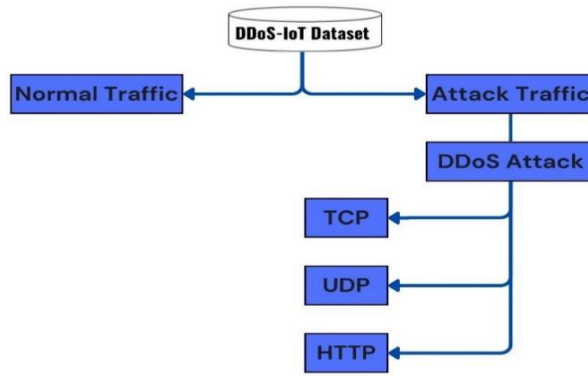 DDoS-IoT Dataset
Normal Traffic
Attack Traffic
DDoS Attack
TCP
UDP
HTTP